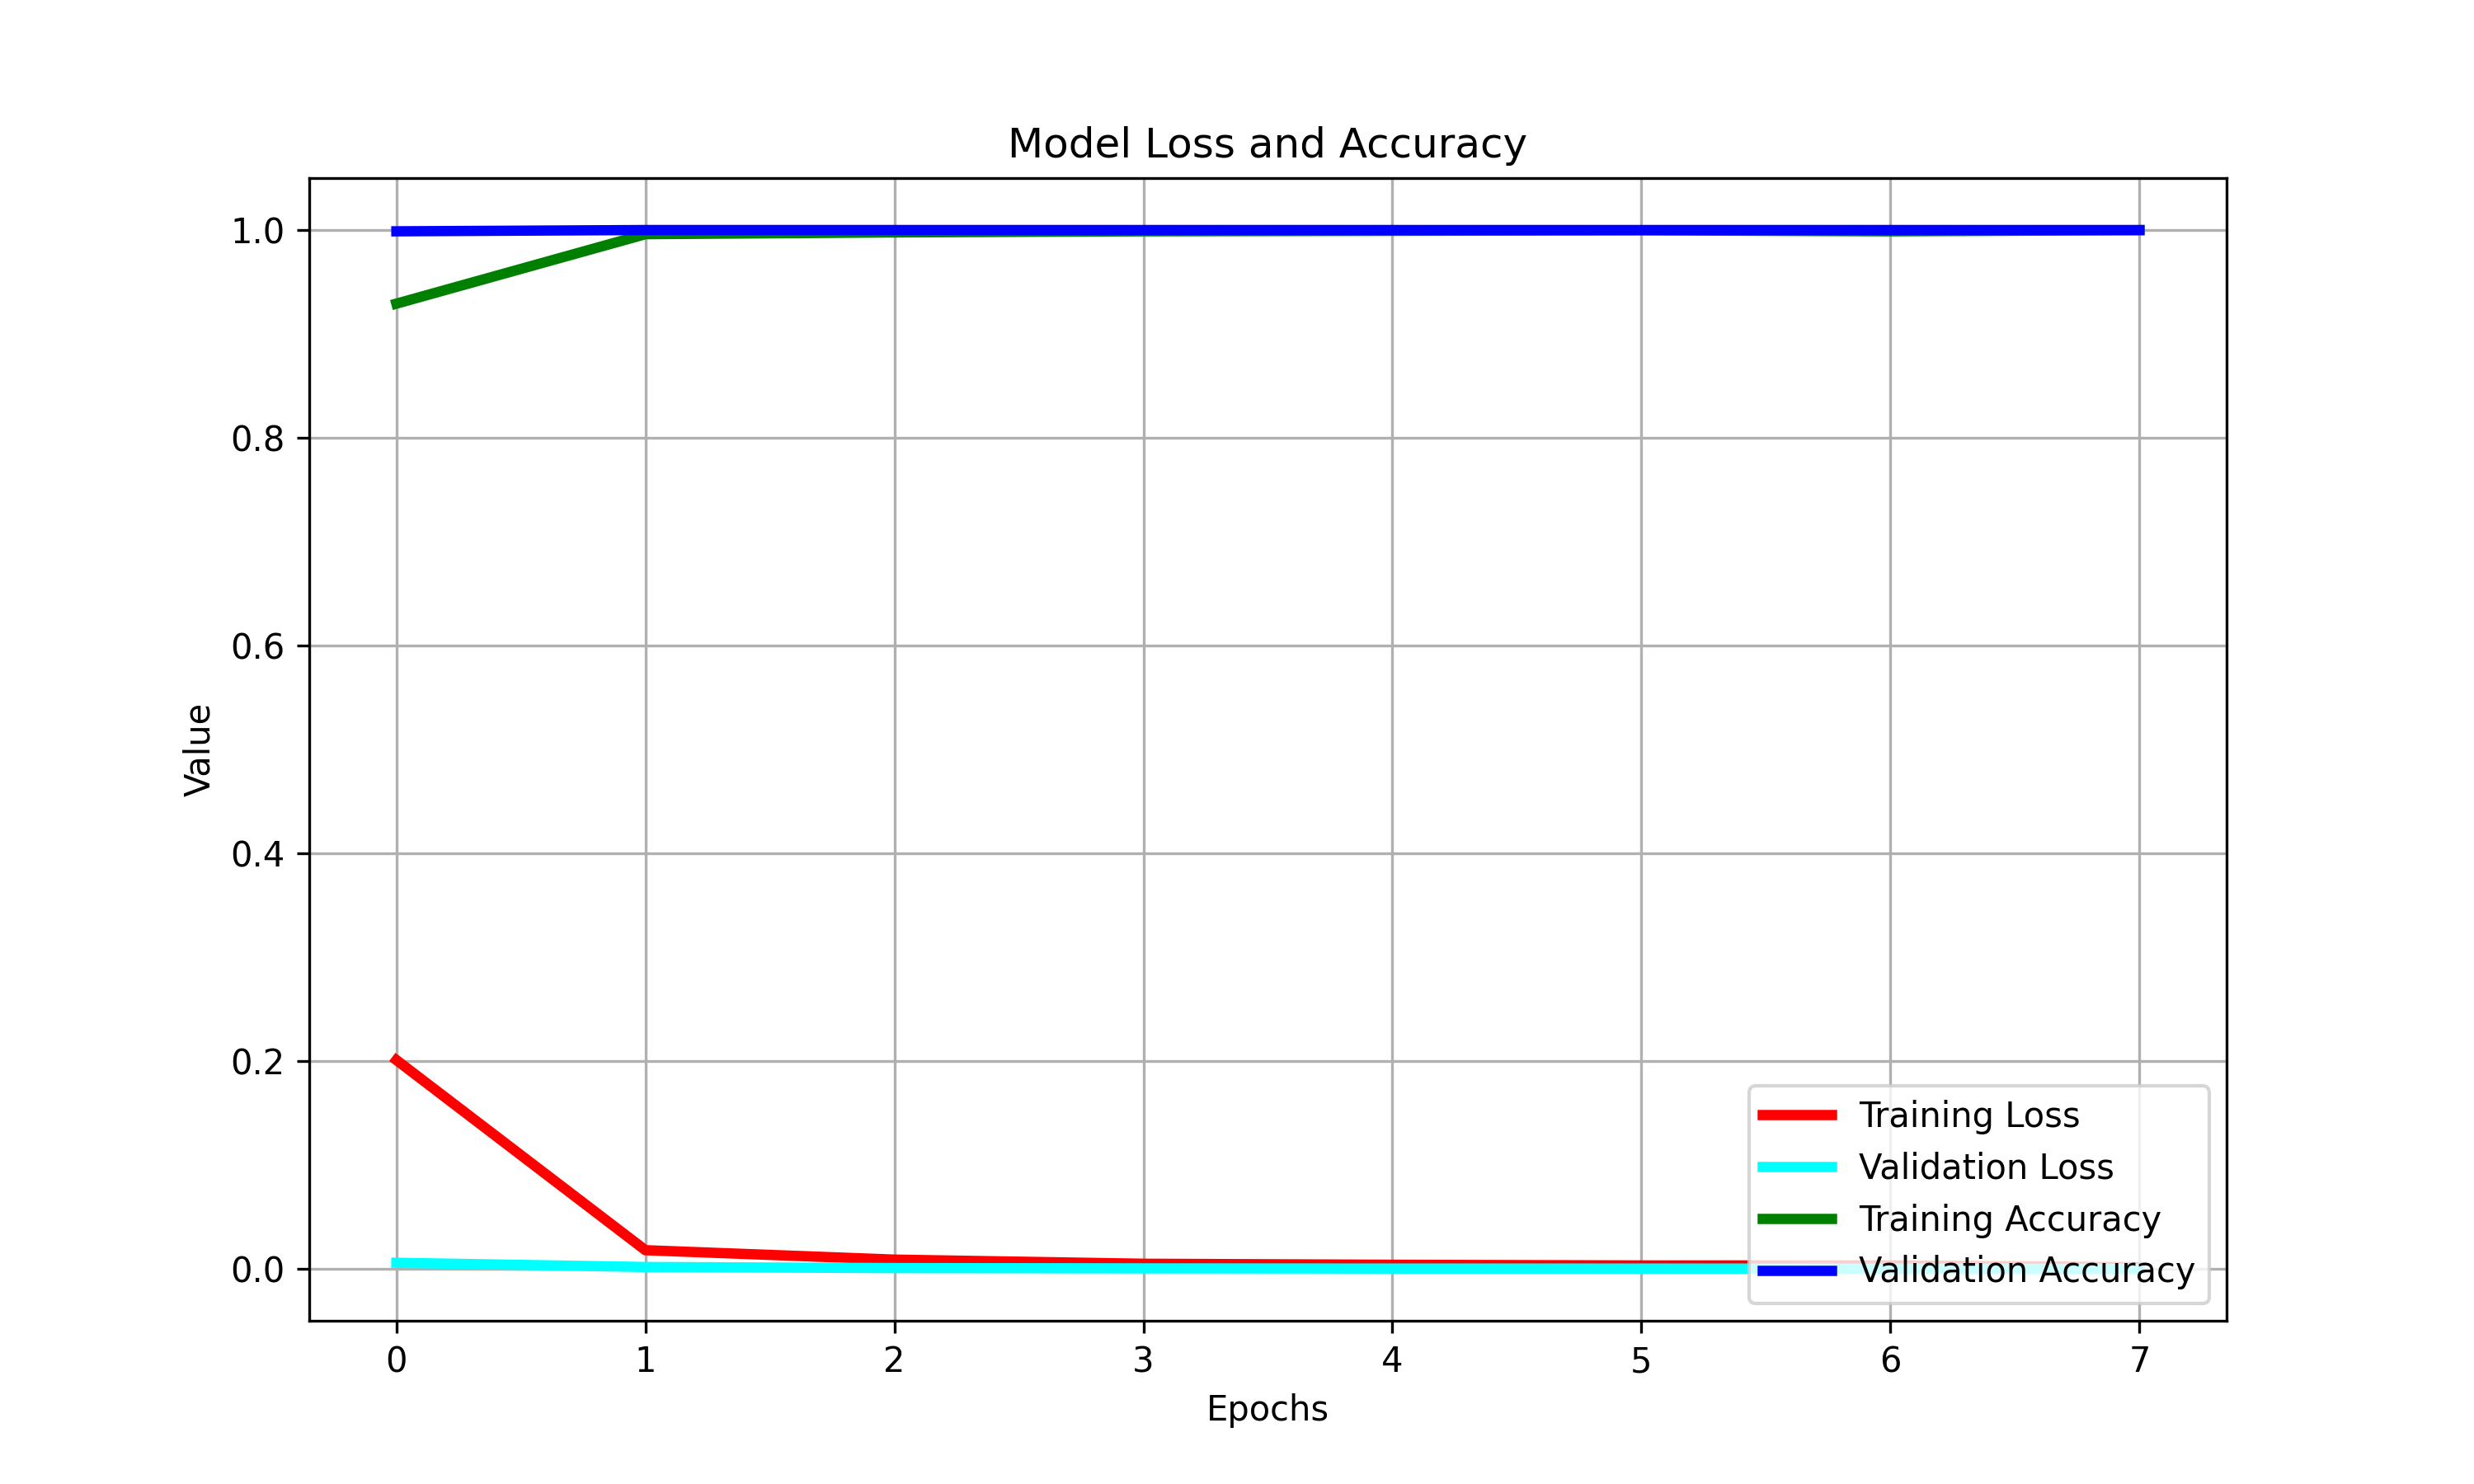 Model Loss and Accuracy
1.0
0.8
0.6
0.4
0.2
0.0
Value
Training Loss
Validation Loss
Training Accuracy
Validation Accuracy
0 1 2 3 4 5 6 7
Epochs